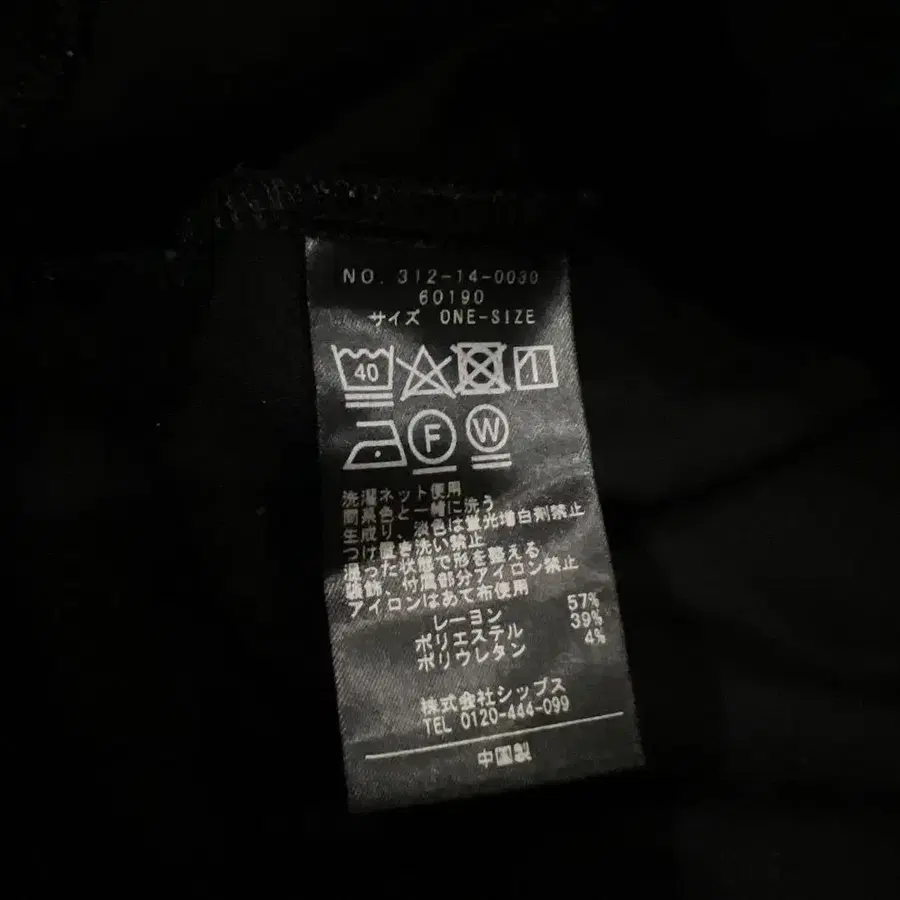 NO. 312-14-0030
60190
サイズ ONE-SIZE
40
F W
洗濯ネット使用
同系色と一緒に洗う
生成り、淡色は蛍光増白剤禁止
つけ置き洗い禁止
湿った状態で形を整える
装飾、付属部分アイロン禁止
アイロンはあて布使用
レーヨン 57%
ポリエステル 39%
ポリウレタン 4%
株式会社シップス
TEL 0120-444-099
中国製